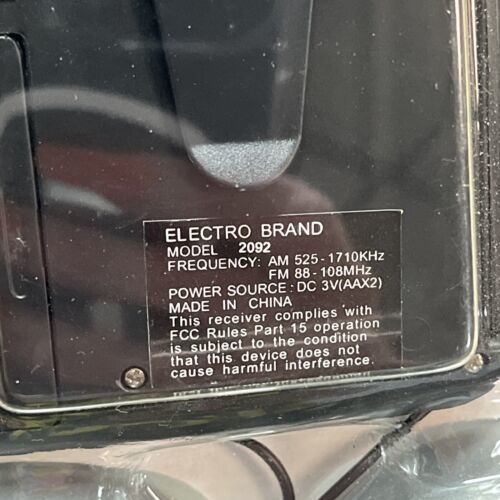 ELECTRO BRAND
MODEL 2092
FREQUENCY: AM 525-1710KHz
FM 88-108MHz
POWER SOURCE : DC 3V(AAX2)
MADE IN CHINA
This receiver complies with
FCC Rules Part 15 operation
is subject to the condition
that this device does not
cause harmful interference.